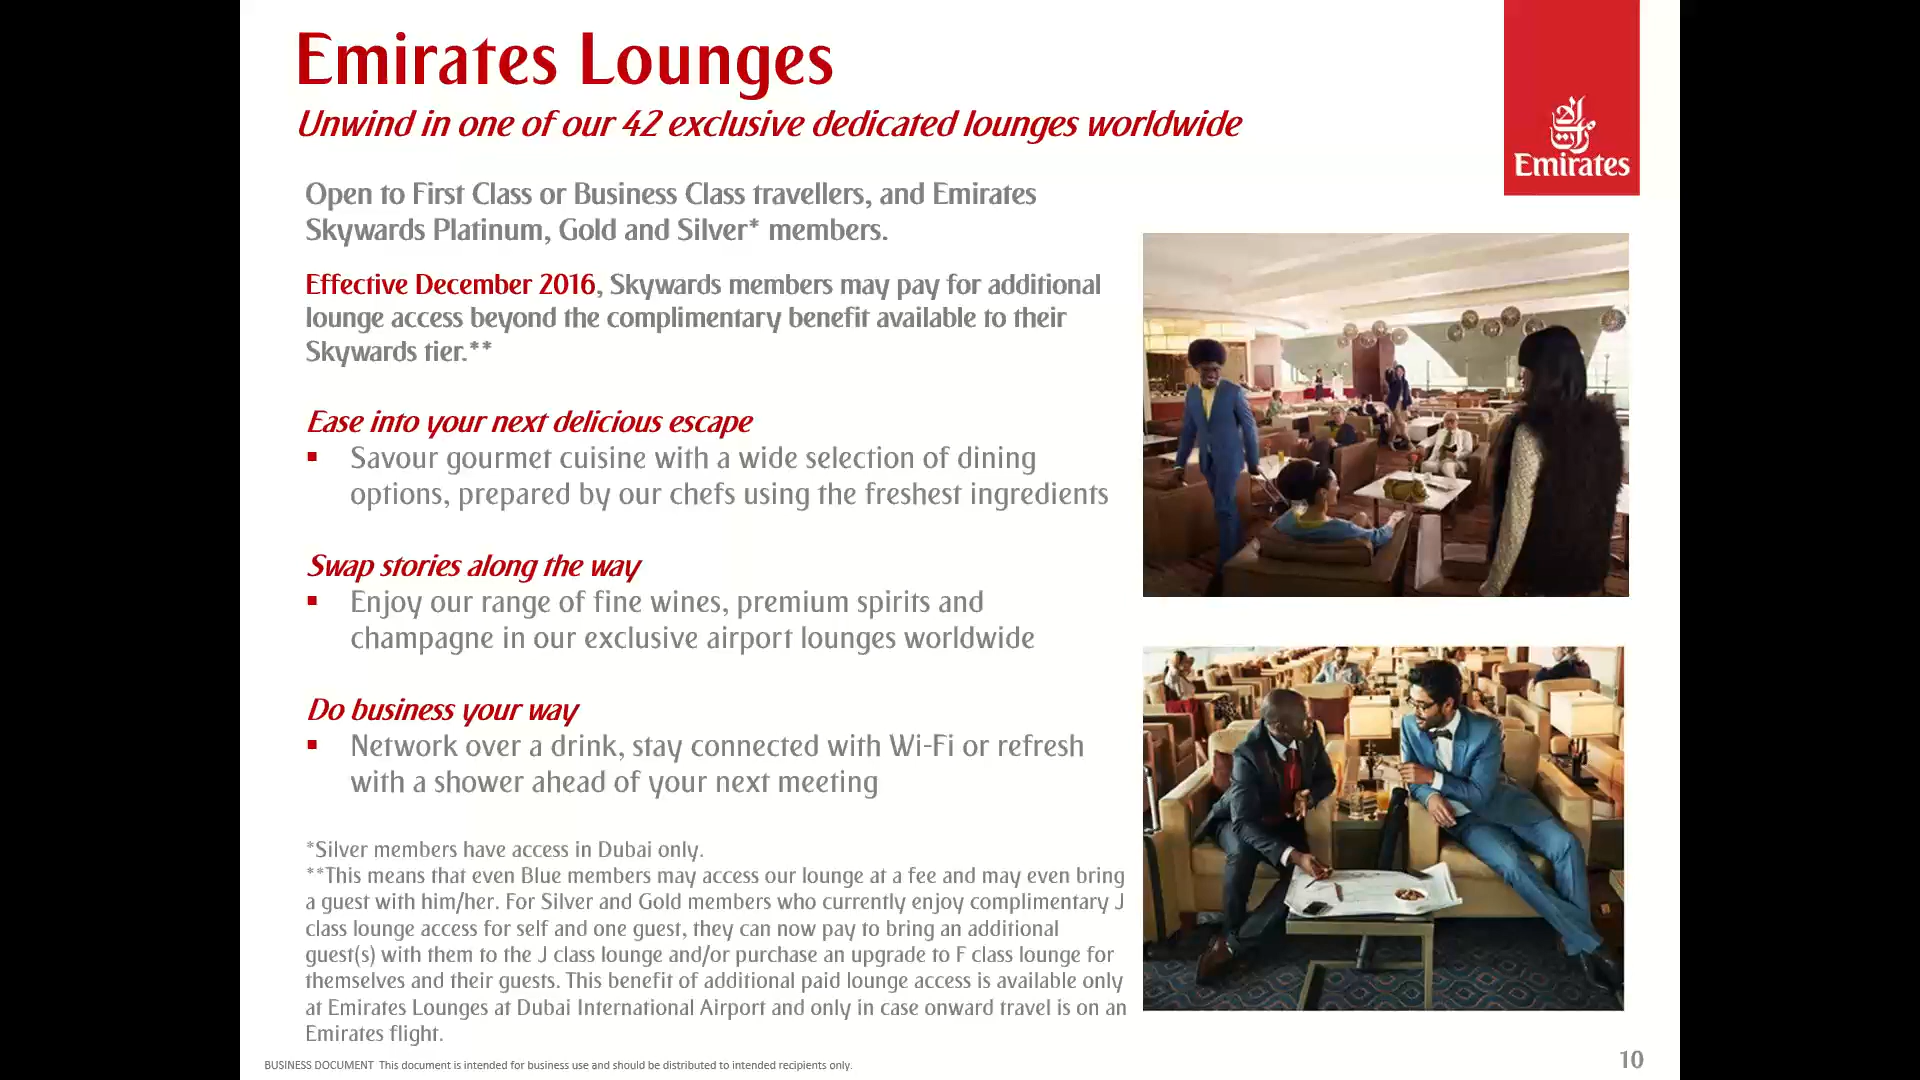 Emirates Lounges
Unwind in one of our 42 exclusive dedicated lounges worldwide
امرات
Emirates
Open to First Class or Business Class travellers, and Emirates
Skywards Platinum, Gold and Silver* members.
Effective December 2016, Skywards members may pay for additional
lounge access beyond the complimentary benefit available to their
Skywards tier.**
Ease into your next delicious escape
▪ Savour gourmet cuisine with a wide selection of dining
options, prepared by our chefs using the freshest ingredients
Swap stories along the way
▪ Enjoy our range of fine wines, premium spirits and
champagne in our exclusive airport lounges worldwide
Do business your way
▪ Network over a drink, stay connected with Wi-Fi or refresh
with a shower ahead of your next meeting
*Silver members have access in Dubai only.
**This means that even Blue members may access our lounge at a fee and may even bring
a guest with him/her. For Silver and Gold members who currently enjoy complimentary J
class lounge access for self and one guest, they can now pay to bring an additional
guest(s) with them to the J class lounge and/or purchase an upgrade to F class lounge for
themselves and their guests. This benefit of additional paid lounge access is available only
at Emirates Lounges at Dubai International Airport and only in case onward travel is on an
Emirates flight.
BUSINESS DOCUMENT This document is intended for business use and should be distributed to intended recipients only.
10